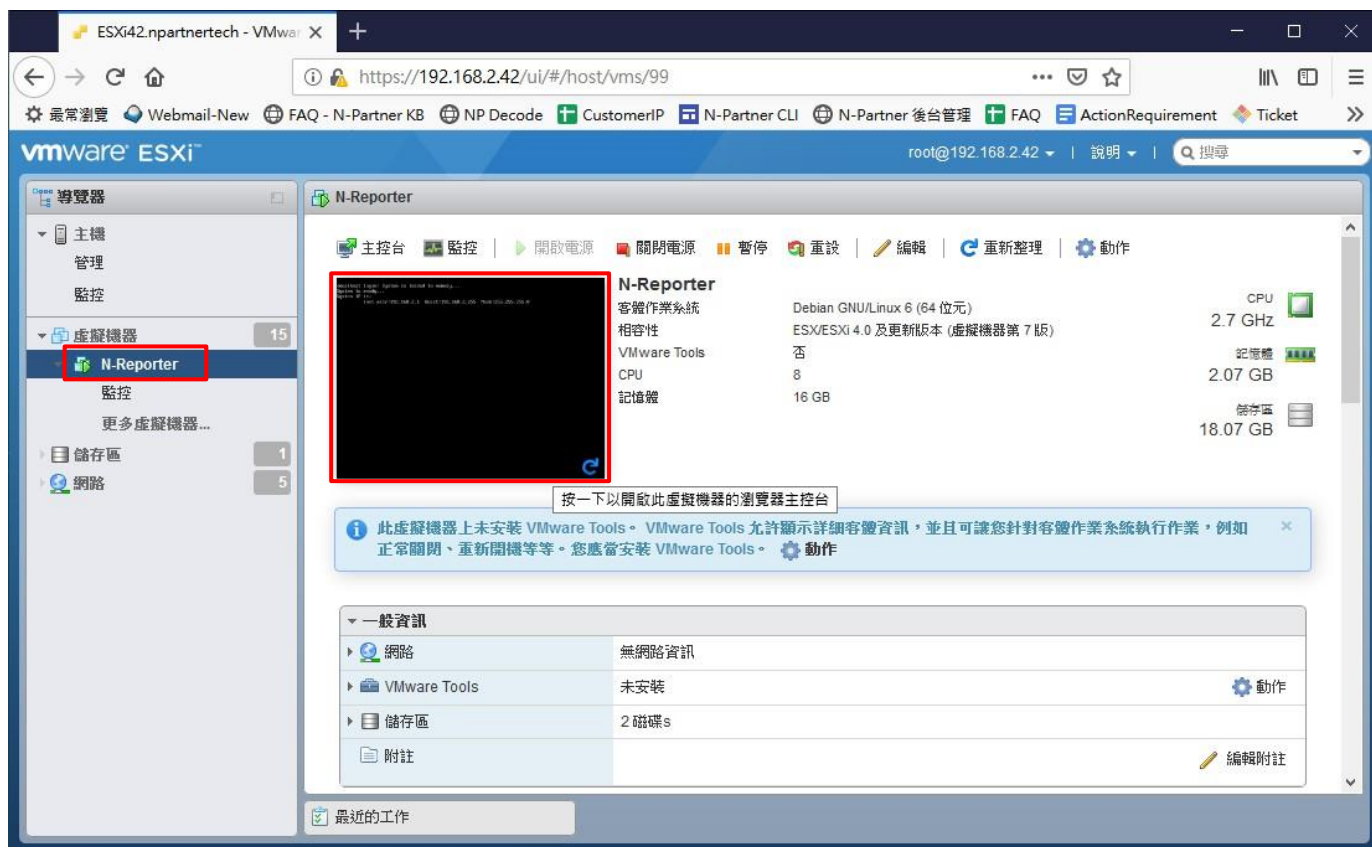 ESXi42.npartnertech - VMwar
https://192.168.2.42/ui/#/host/vms/99
最常瀏覽 Webmail-New FAQ - N-Partner KB NP Decode CustomerIP N-Partner CLI N-Partner 後台管理 FAQ ActionRequirement Ticket
vmware ESXi™
root@192.168.2.42 | 說明 | 搜尋
導覽器
N-Reporter
主機
管理
監控
虛擬機器 15
N-Reporter
監控
更多虛擬機器...
儲存區 1
網路 5
主控台 監控 | 開啟電源 關閉電源 暫停 重設 | 編輯 | 重新整理 | 動作
N-Reporter
客體作業系統 Debian GNU/Linux 6 (64 位元)
相容性 ESX/ESXi 4.0 及更新版本 (虛擬機器第 7 版)
VMware Tools 否
CPU 8
記憶體 16 GB
CPU
2.7 GHz
記憶體
2.07 GB
儲存區
18.07 GB
按一下以開啟此虛擬機器的瀏覽器主控台
此虛擬機器上未安裝 VMware Tools。VMware Tools 允許顯示詳細客體資訊，並且可讓您針對客體作業系統執行作業，例如
正常關閉、重新開機等等。您應當安裝 VMware Tools。 動作
一般資訊
網路 無網路資訊
VMware Tools 未安裝 動作
儲存區 2 磁碟s
附註 編輯附註
最近的工作